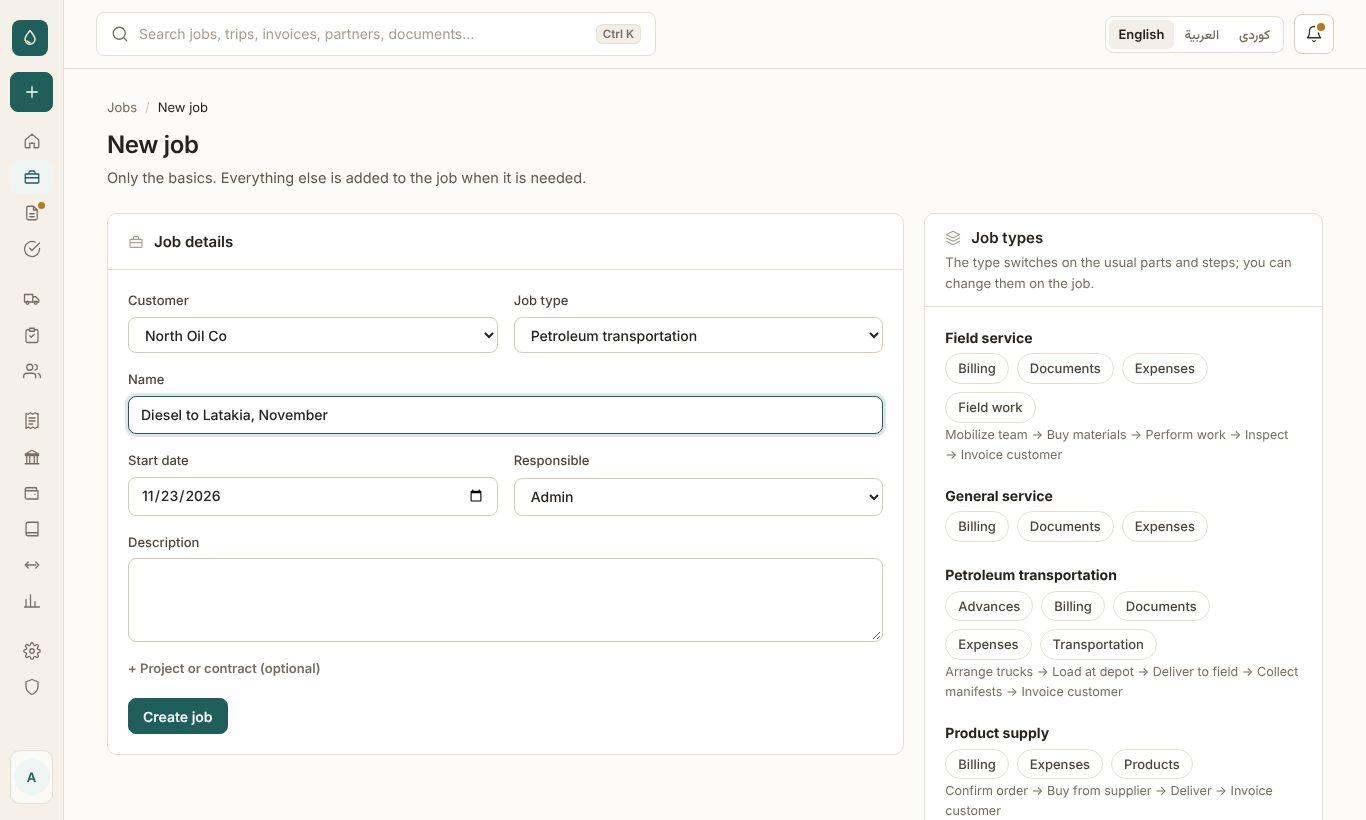 Search jobs, trips, invoices, partners, documents...
Ctrl K
English
العربية
کوردی
Jobs / New job
New job
Only the basics. Everything else is added to the job when it is needed.
Job details
Customer
Job type
North Oil Co
Petroleum transportation
Name
Diesel to Latakia, November
Start date
Responsible
11/23/2026
Admin
Description
+ Project or contract (optional)
Create job
A
Job types
The type switches on the usual parts and steps; you can
change them on the job.
Field service
Billing
Documents
Expenses
Field work
Mobilize team → Buy materials → Perform work → Inspect
→ Invoice customer
General service
Billing
Documents
Expenses
Petroleum transportation
Advances
Billing
Documents
Expenses
Transportation
Arrange trucks → Load at depot → Deliver to field → Collect
manifests → Invoice customer
Product supply
Billing
Expenses
Products
Confirm order → Buy from supplier → Deliver → Invoice
customer